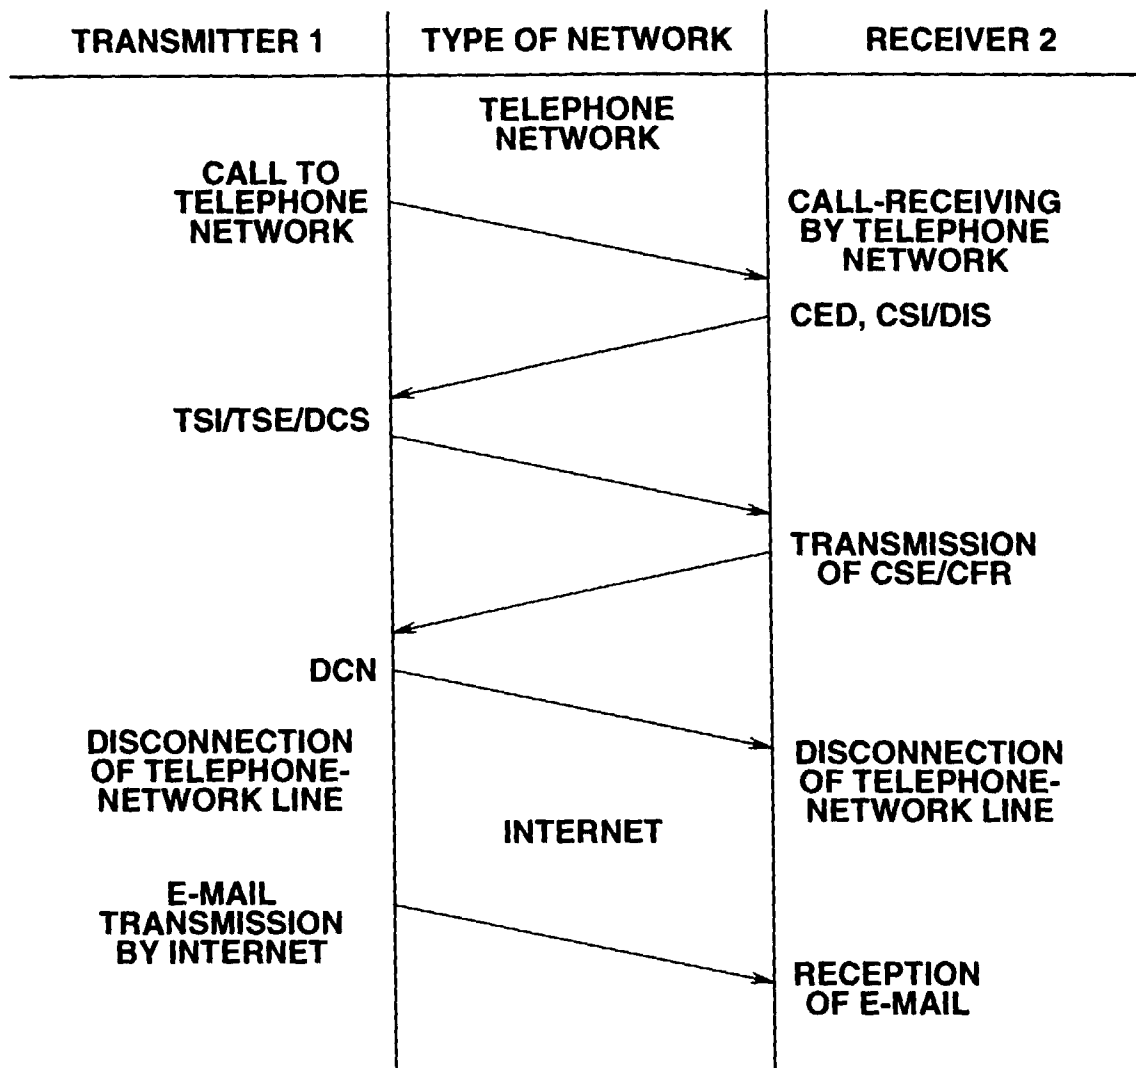 TRANSMITTER 1
TYPE OF NETWORK
RECEIVER 2
TELEPHONE
NETWORK
CALL TO
TELEPHONE
NETWORK
CALL-RECEIVING
BY TELEPHONE
NETWORK
CED, CSI/DIS
TSI/TSE/DCS
TRANSMISSION
OF CSE/CFR
DCN
DISCONNECTION
OF TELEPHONE-
NETWORK LINE
DISCONNECTION
OF TELEPHONE-
NETWORK LINE
INTERNET
E-MAIL
TRANSMISSION
BY INTERNET
RECEPTION
OF E-MAIL